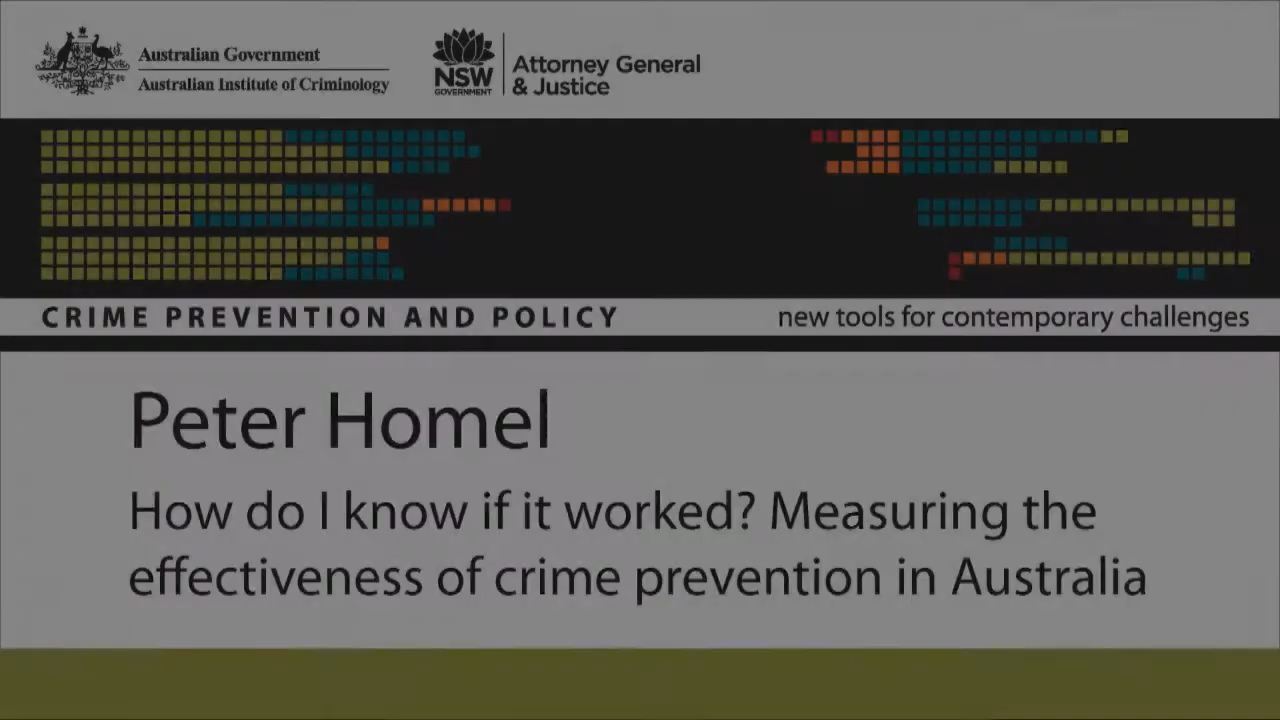 Australian Government
Australian Institute of Criminology
NSW
GOVERNMENT
Attorney General
& Justice
CRIME PREVENTION AND POLICY
new tools for contemporary challenges
Peter Homel
How do I know if it worked? Measuring the
effectiveness of crime prevention in Australia